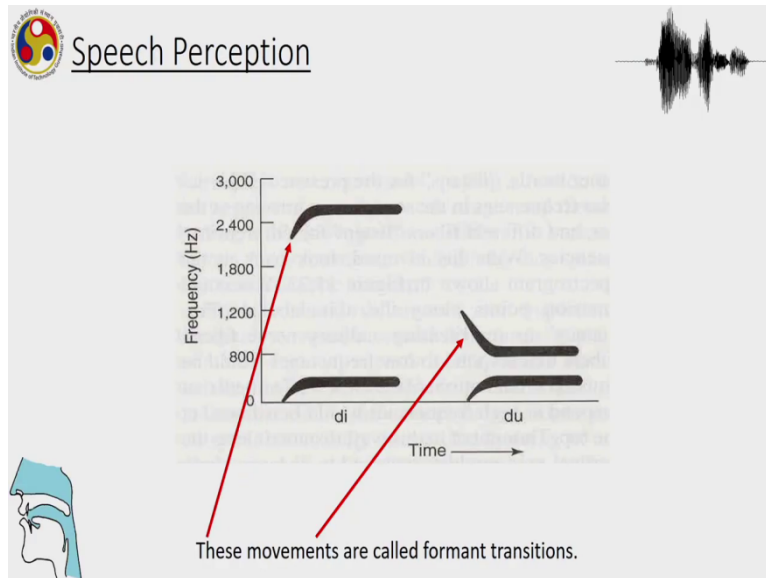 Speech Perception
3,000
2,400
1,800
1,200
800
0
Frequency (Hz)
di
du
Time
These movements are called formant transitions.